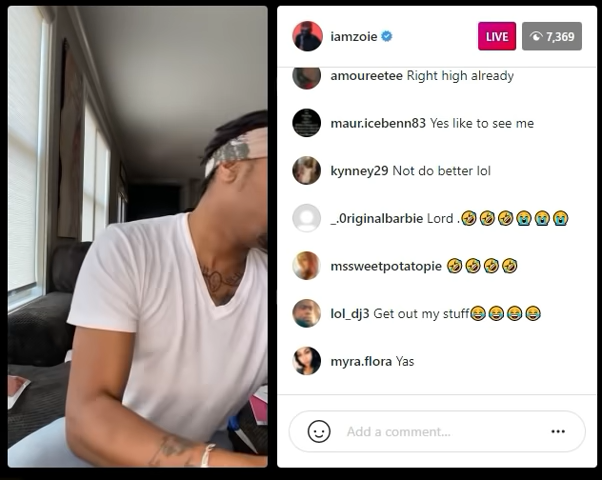 iamzoie
LIVE
7,369
amoureetee Right high already
maur.icebenn83 Yes like to see me
kynney29 Not do better lol
_.0riginalbarbie Lord .🤣🤣🤣😭😭😭
mssweetpotatopie 🤣🤣🤣🤣
lol_dj3 Get out my stuff😂😂😂😂
myra.flora Yas
Add a comment...